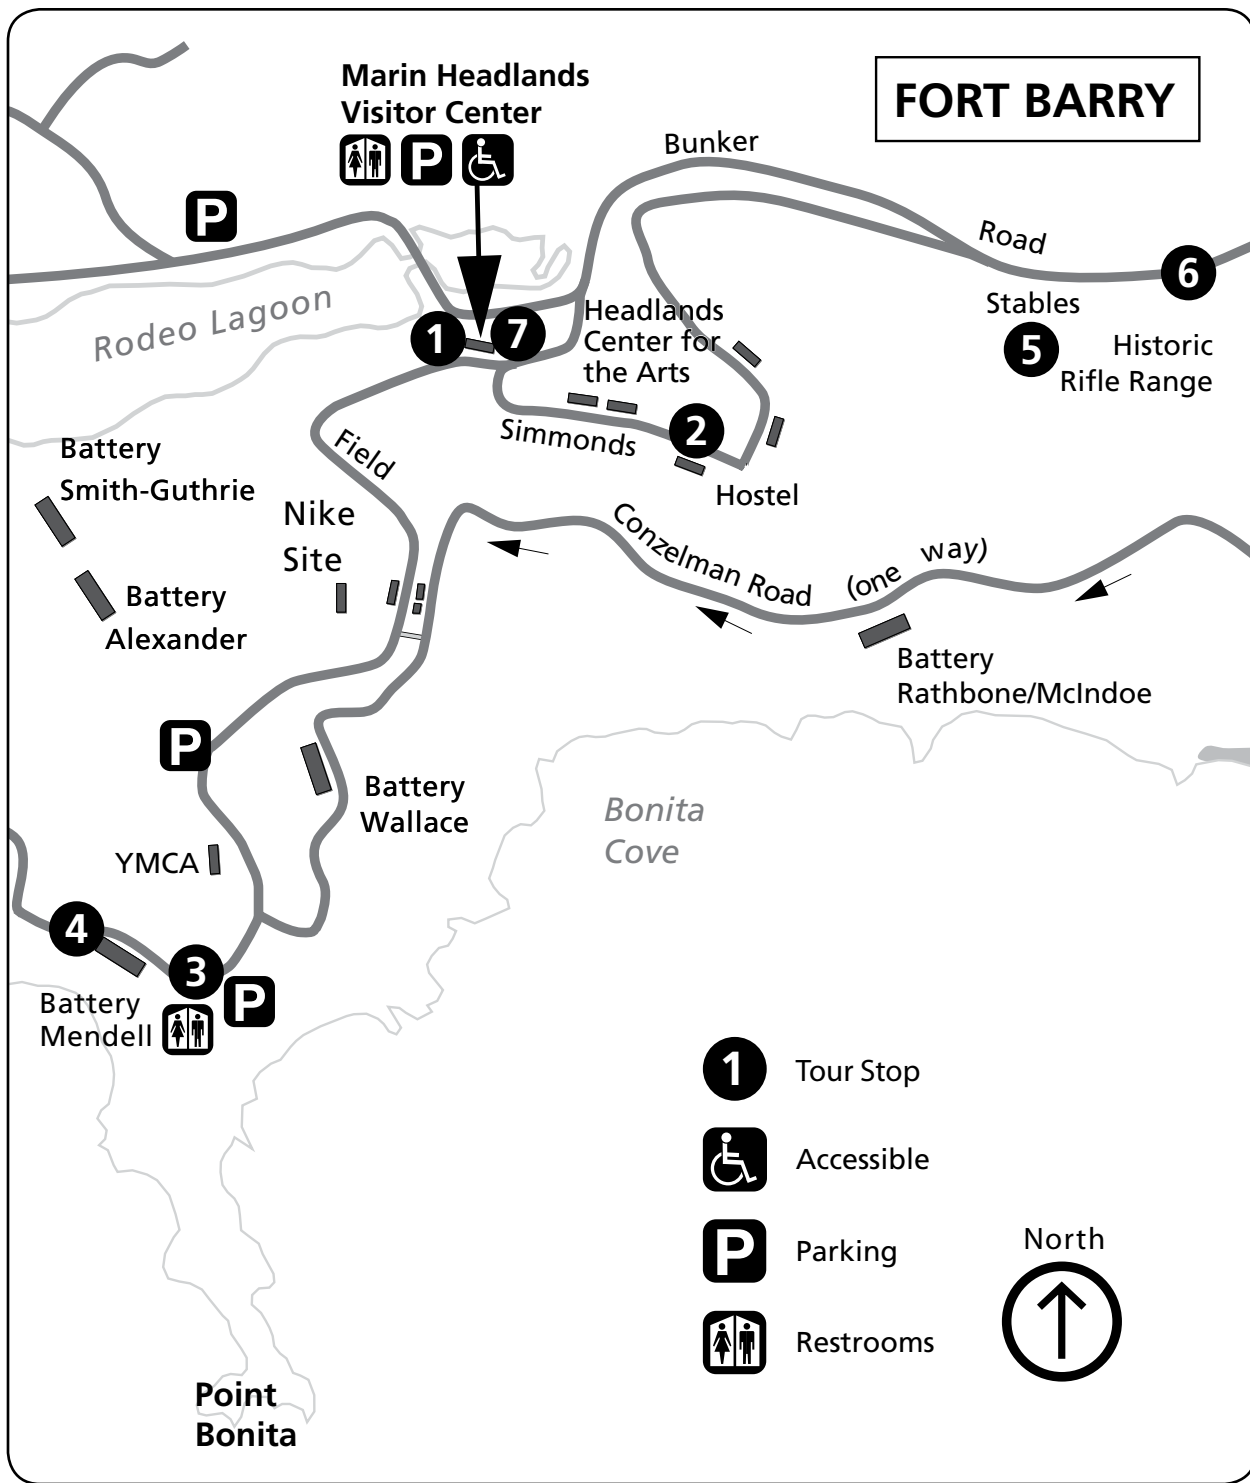 FORT BARRY
Marin Headlands
Visitor Center
P
P
Bunker
Road
6
Stables
5
Historic
Rifle Range
Rodeo Lagoon
1
7
Headlands
Center for
the Arts
2
Simmonds
Hostel
Field
Battery
Smith-Guthrie
Nike
Site
Conzelman Road
(one way)
Battery
Alexander
Battery
Rathbone/McIndoe
P
Battery
Wallace
Bonita
Cove
YMCA
4
3
P
Battery
Mendell
1
Tour Stop
Accessible
P
Parking
Restrooms
North
Point
Bonita